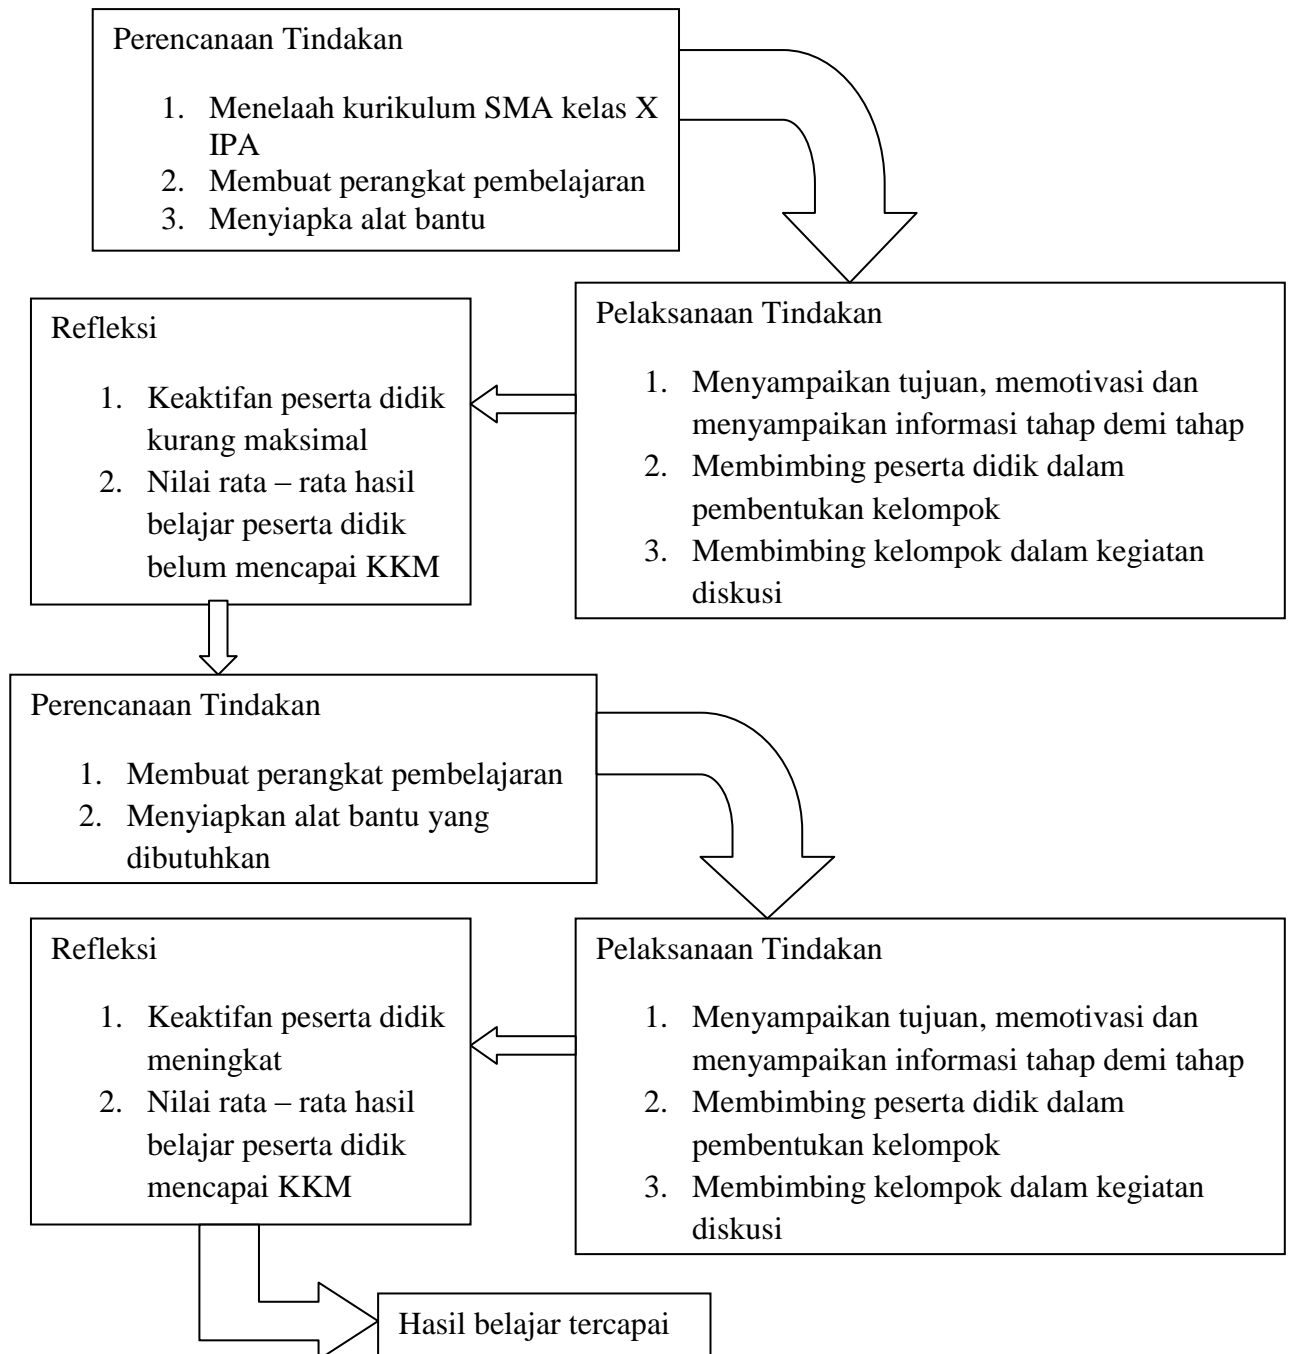 Perencanaan Tindakan
1. Menelaah kurikulum SMA kelas X
IPA
2. Membuat perangkat pembelajaran
3. Menyiapka alat bantu
Pelaksanaan Tindakan
1. Menyampaikan tujuan, memotivasi dan
menyampaikan informasi tahap demi tahap
2. Membimbing peserta didik dalam
pembentukan kelompok
3. Membimbing kelompok dalam kegiatan
diskusi
Refleksi
1. Keaktifan peserta didik
kurang maksimal
2. Nilai rata – rata hasil
belajar peserta didik
belum mencapai KKM
Perencanaan Tindakan
1. Membuat perangkat pembelajaran
2. Menyiapkan alat bantu yang
dibutuhkan
Pelaksanaan Tindakan
1. Menyampaikan tujuan, memotivasi dan
menyampaikan informasi tahap demi tahap
2. Membimbing peserta didik dalam
pembentukan kelompok
3. Membimbing kelompok dalam kegiatan
diskusi
Refleksi
1. Keaktifan peserta didik
meningkat
2. Nilai rata – rata hasil
belajar peserta didik
mencapai KKM
Hasil belajar tercapai